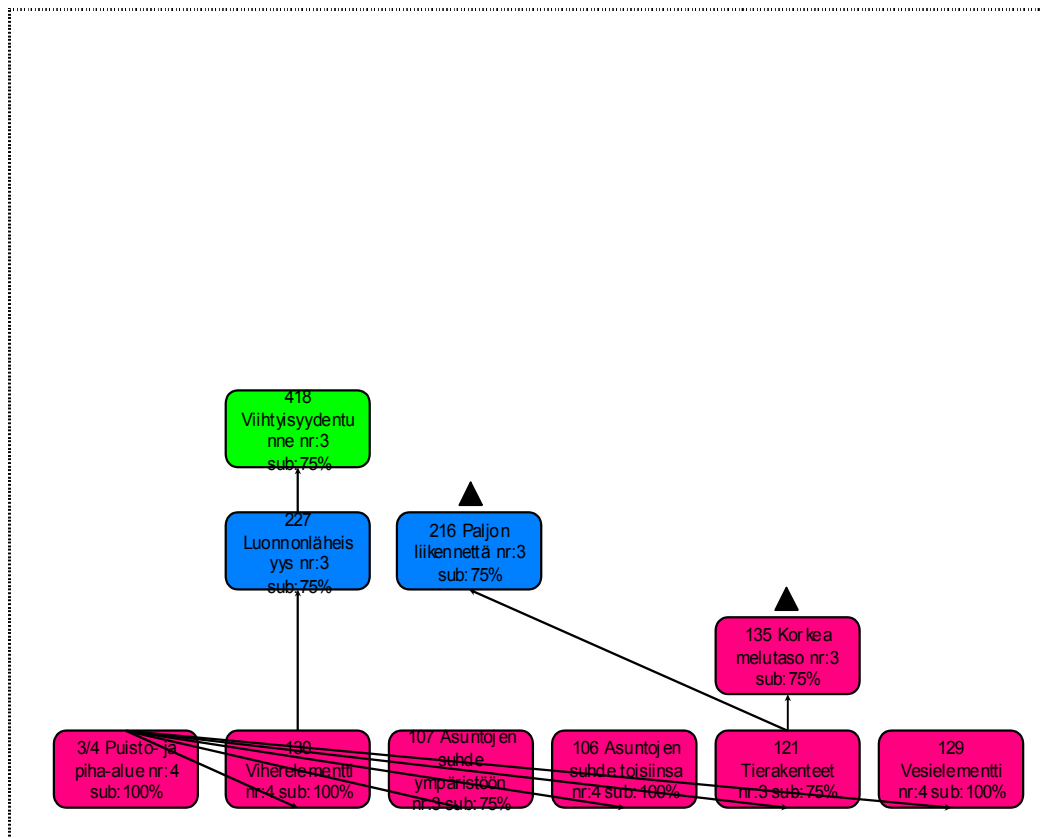 418
Viihtyisyydentu
nne nr:3
sub:75%
227
Luonnonläheis
yys nr:3
sub:75%
216 Paljon
liikennettä nr:3
sub:75%
135 Korkea
melutaso nr:3
sub:75%
3/4 Puisto- ja
piha-alue nr:4
sub:100%
130
Viherelementti
nr:4 sub:100%
107 Asuntojen
suhde
ympäristöön
nr:3 sub:75%
106 Asuntojen
suhde toisiinsa
nr:4 sub:100%
121
Tierakenteet
nr:3 sub:75%
129
Vesielementti
nr:4 sub:100%